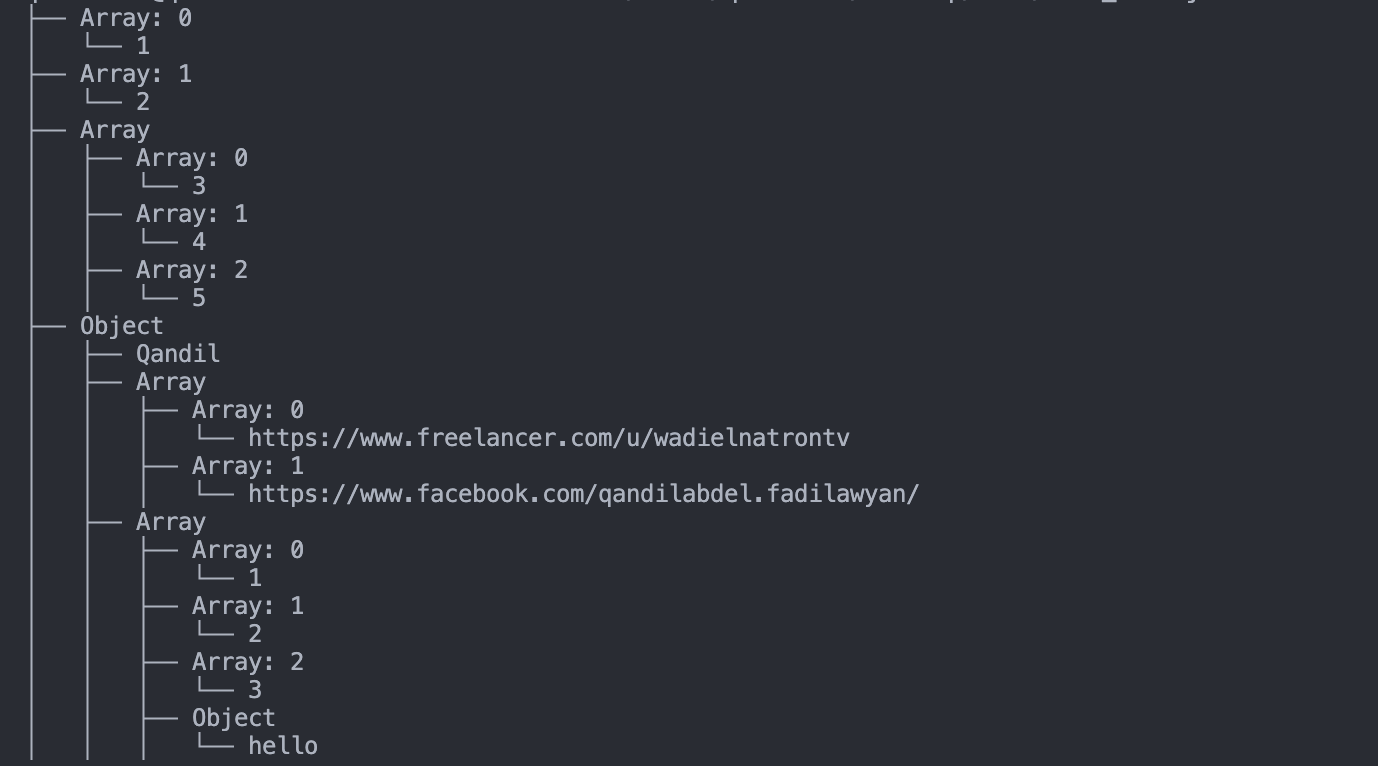 ├── Array: 0
│   └── 1
├── Array: 1
│   └── 2
├── Array
│   ├── Array: 0
│   │   └── 3
│   ├── Array: 1
│   │   └── 4
│   ├── Array: 2
│   │   └── 5
├── Object
│   ├── Qandil
│   ├── Array
│   │   ├── Array: 0
│   │   │   └── https://www.freelancer.com/u/wadielnatrontv
│   │   ├── Array: 1
│   │   │   └── https://www.facebook.com/qandilabdel.fadilawyan/
│   ├── Array
│   │   ├── Array: 0
│   │   │   └── 1
│   │   ├── Array: 1
│   │   │   └── 2
│   │   ├── Array: 2
│   │   │   └── 3
│   │   ├── Object
│   │   │   └── hello